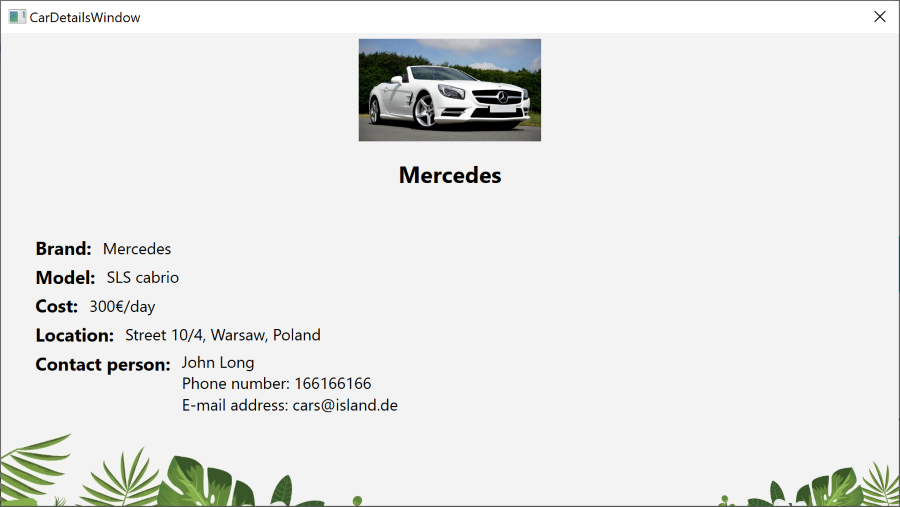 CarDetailsWindow
Mercedes
Brand: Mercedes
Model: SLS cabrio
Cost: 300€/day
Location: Street 10/4, Warsaw, Poland
Contact person: John Long
Phone number: 166166166
E-mail address: cars@island.de